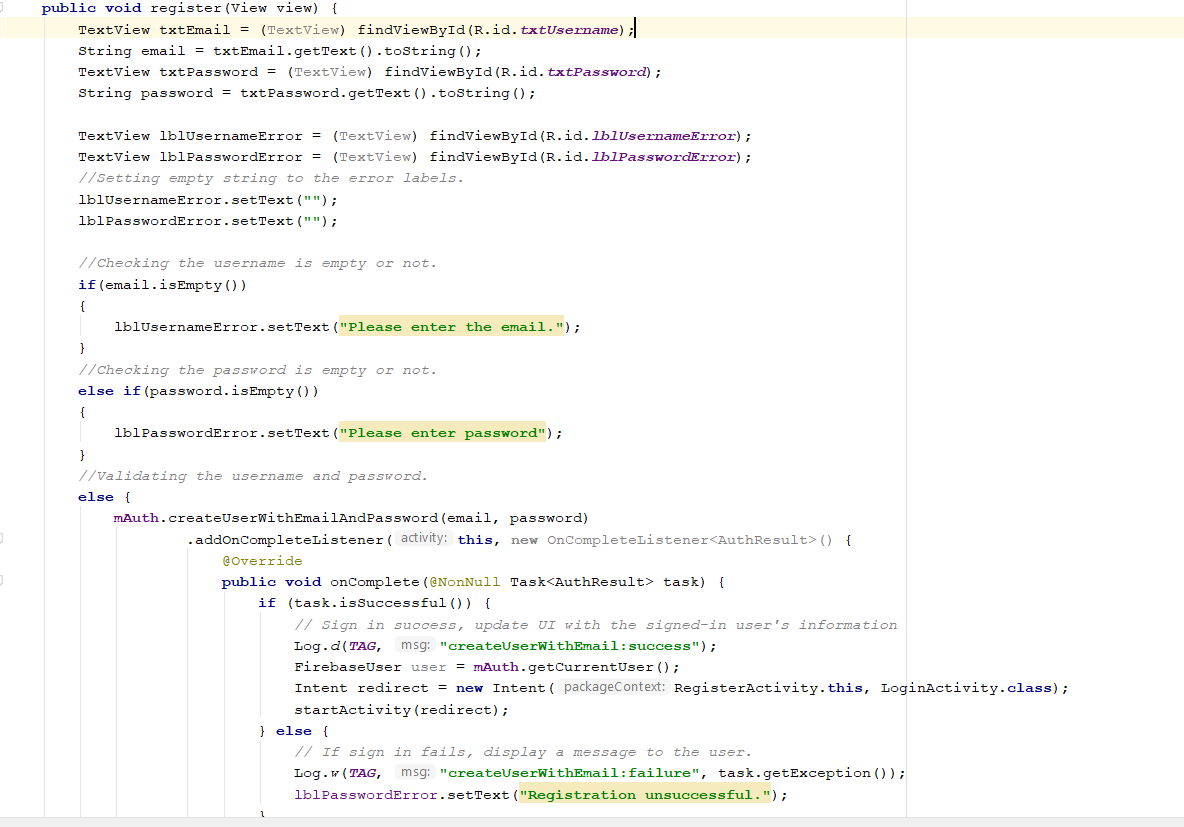 public void register(View view) {
TextView txtEmail = (TextView) findViewById(R.id.txtUsername);
String email = txtEmail.getText().toString();
TextView txtPassword = (TextView) findViewById(R.id.txtPassword);
String password = txtPassword.getText().toString();
TextView lblUsernameError = (TextView) findViewById(R.id.lblUsernameError);
TextView lblPasswordError = (TextView) findViewById(R.id.lblPasswordError);
//Setting empty string to the error labels.
lblUsernameError.setText("");
lblPasswordError.setText("");
//Checking the username is empty or not.
if(email.isEmpty())
{
lblUsernameError.setText("Please enter the email.");
}
//Checking the password is empty or not.
else if(password.isEmpty())
{
lblPasswordError.setText("Please enter password");
}
//Validating the username and password.
else {
mAuth.createUserWithEmailAndPassword(email, password)
.addOnCompleteListener( activity: this, new OnCompleteListener<AuthResult>() {
@Override
public void onComplete(@NonNull Task<AuthResult> task) {
if (task.isSuccessful()) {
// Sign in success, update UI with the signed-in user's information
Log.d(TAG, msg: "createUserWithEmail:success");
FirebaseUser user = mAuth.getCurrentUser();
Intent redirect = new Intent( packageContext: RegisterActivity.this, LoginActivity.class);
startActivity(redirect);
} else {
// If sign in fails, display a message to the user.
Log.w(TAG, msg: "createUserWithEmail:failure", task.getException());
lblPasswordError.setText("Registration unsuccessful.");
}